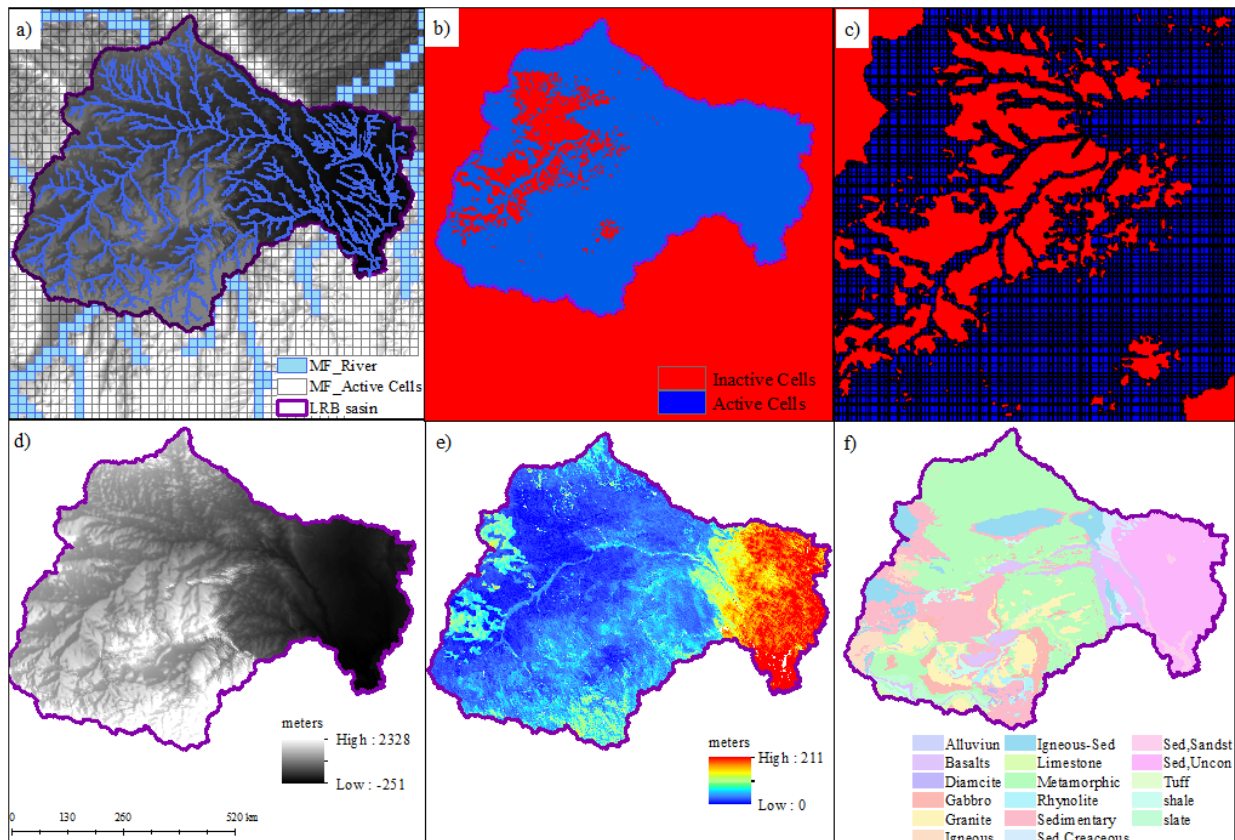 a)
MF_River
MF_Active Cells
LRB sasin
b)
Inactive Cells
Active Cells
c)
d)
meters
High : 2328
Low : -251
0 130 260 520 km
e)
meters
High : 211
Low : 0
f)
Alluviun
Basalts
Diamcite
Gabbro
Granite
Igneous
Igneous-Sed
Limestone
Metamorphic
Rhynolite
Sedimentary
Sed Creaceous
Sed,Sandst
Sed,Uncon
Tuff
shale
slate